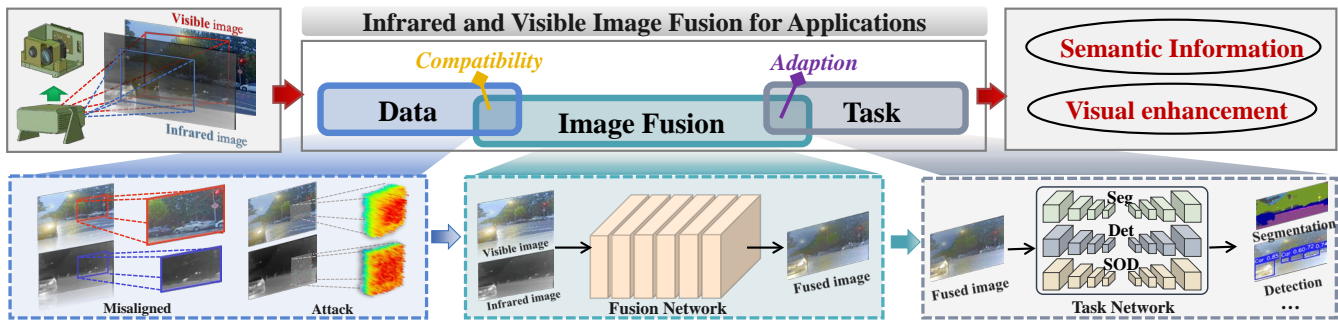 Infrared and Visible Image Fusion for Applications
Visible image
Infrared image
Compatibility
Adaption
Data
Image Fusion
Task
Semantic Information
Visual enhancement
Misaligned
Attack
Visible image
Infrared image
Fusion Network
Fused image
Fused image
Seg
Det
SOD
Task Network
Segmentation
Detection
...